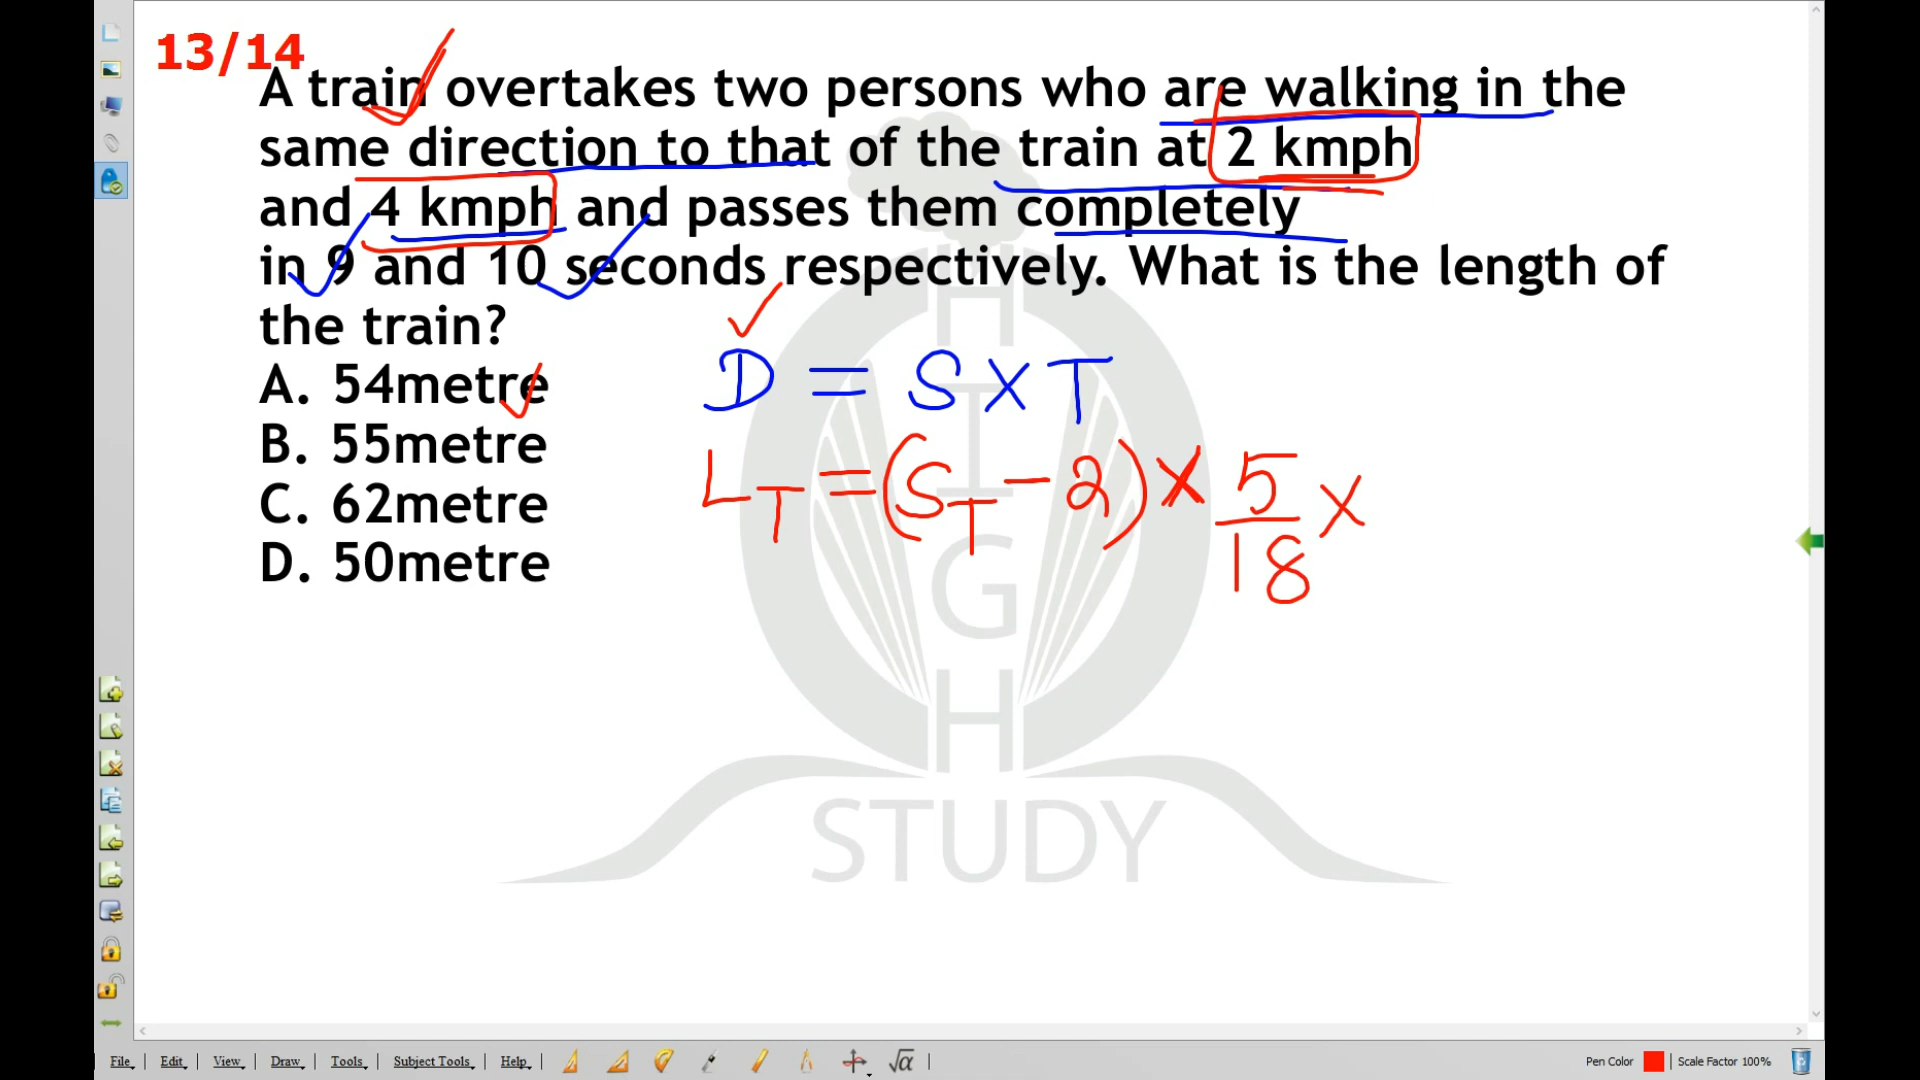 13/14
A train overtakes two persons who are walking in the
same direction to that of the train at 2 kmph
and 4 kmph and passes them completely
in 9 and 10 seconds respectively. What is the length of
the train?
A. 54metre
B. 55metre
C. 62metre
D. 50metre
D = S X T
L_T = (S_T - 2) X 5/18 X
HIGH
STUDY
File Edit View Draw Tools Subject Tools Help √α Pen Color Scale Factor 100%